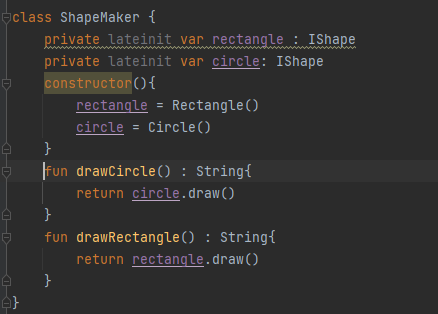 class ShapeMaker {
    private lateinit var rectangle : IShape
    private lateinit var circle: IShape
    constructor(){
        rectangle = Rectangle()
        circle = Circle()
    }
    fun drawCircle() : String{
        return circle.draw()
    }
    fun drawRectangle() : String{
        return rectangle.draw()
    }
}